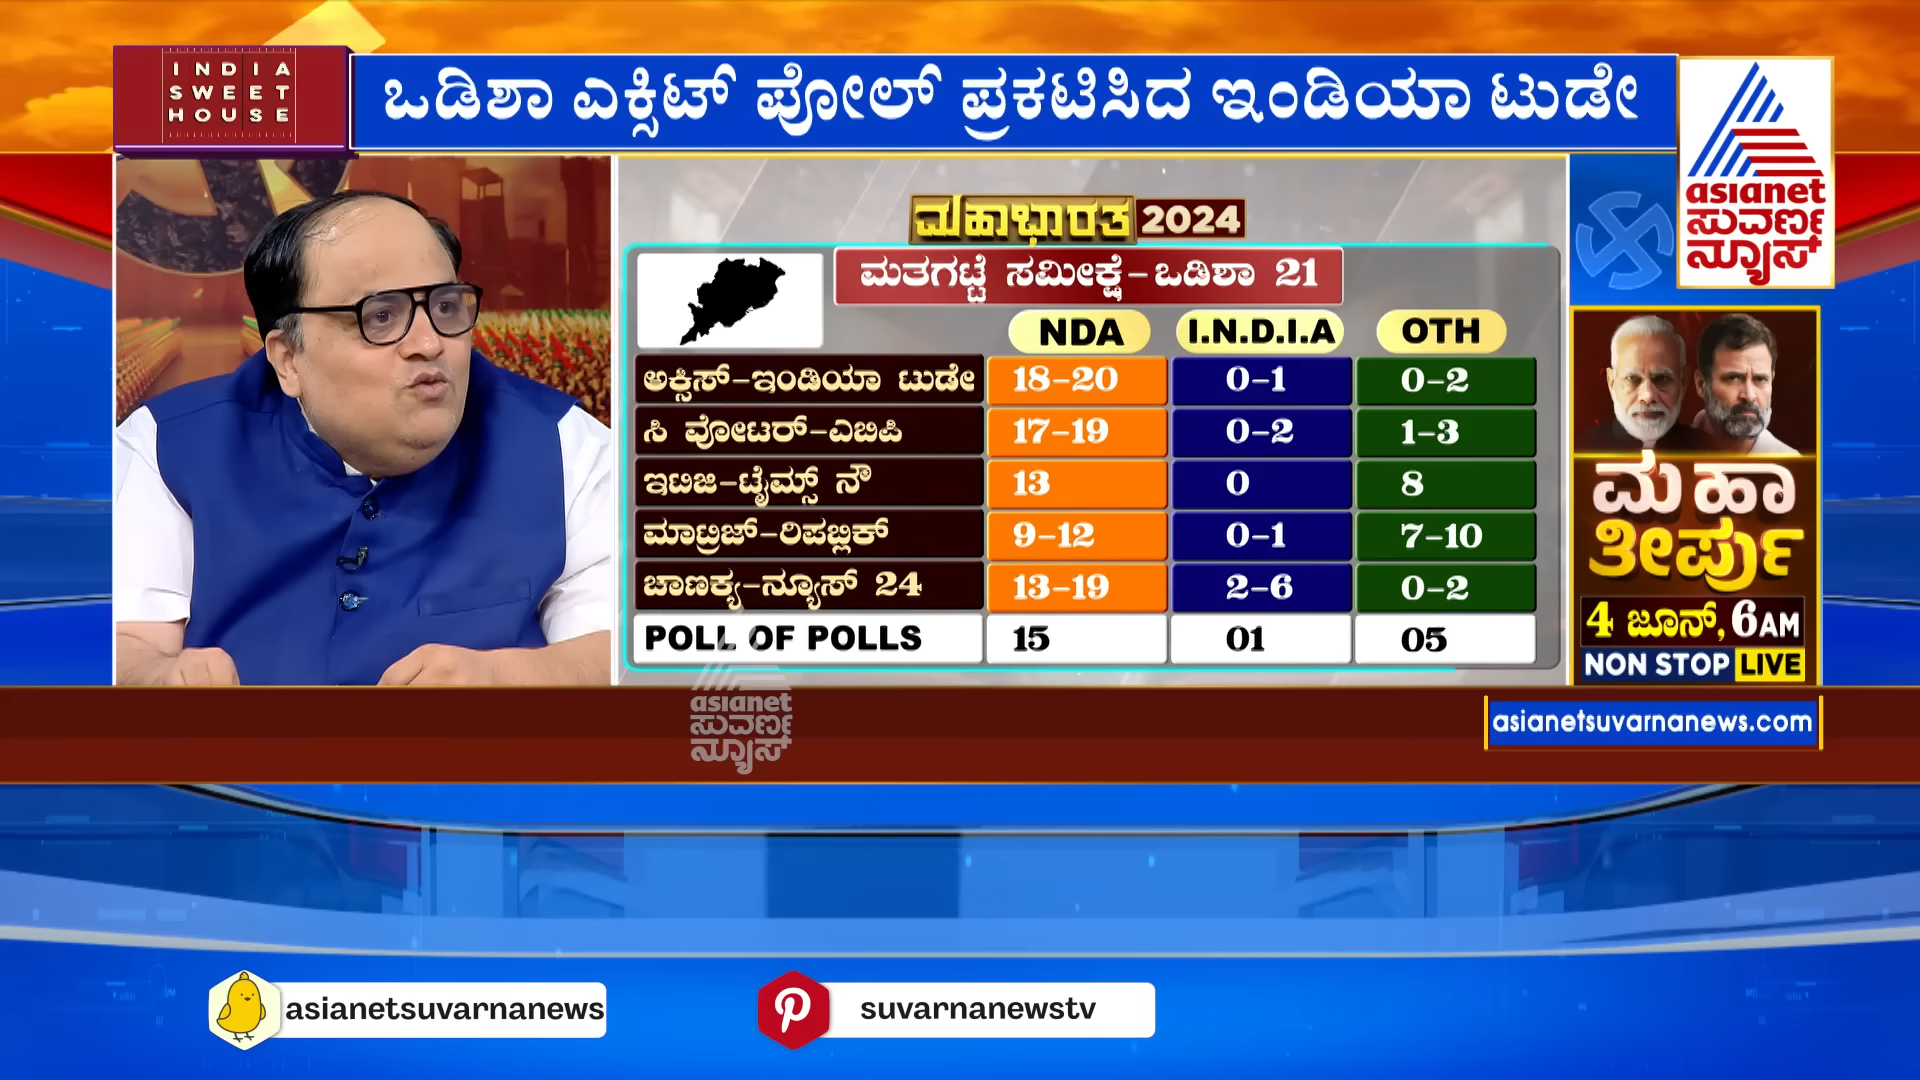 INDIA
SWEET
HOUSE
ಒಡಿಶಾ ಎಕ್ಸಿಟ್ ಪೋಲ್ ಪ್ರಕಟಿಸಿದ ಇಂಡಿಯಾ ಟುಡೇ
asianet
ಸುವರ್ಣ
ನ್ಯೂಸ್
ಮಹಾಭಾರತ 2024
ಮತಗಟ್ಟೆ ಸಮೀಕ್ಷೆ-ಒಡಿಶಾ 21
NDA I.N.D.I.A OTH
ಅಕ್ಸಿಸ್-ಇಂಡಿಯಾ ಟುಡೇ 18-20 0-1 0-2
ಸಿ ವೋಟರ್-ಎಬಿಪಿ 17-19 0-2 1-3
ಇಟಿಜಿ-ಟೈಮ್ಸ್ ನೌ 13 0 8
ಮಾಟ್ರಿಜ್-ರಿಪಬ್ಲಿಕ್ 9-12 0-1 7-10
ಚಾಣಕ್ಯ-ನ್ಯೂಸ್ 24 13-19 2-6 0-2
POLL OF POLLS 15 01 05
ಮಹಾ
ತೀರ್ಪು
4 ಜೂನ್, 6AM
NON STOP LIVE
asianet
ಸುವರ್ಣ
ನ್ಯೂಸ್
asianetsuvarnanews.com
asianetsuvarnanews
suvarnanewstv